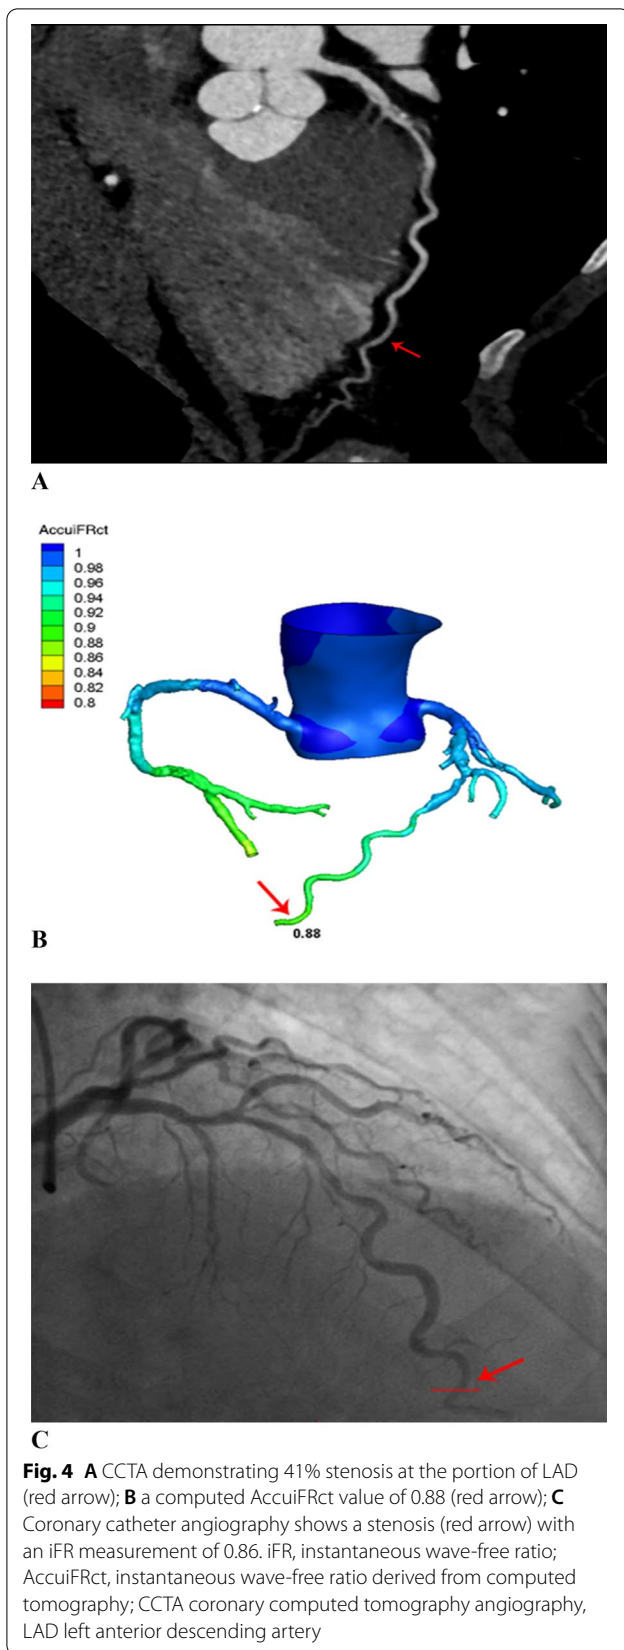 A
AccuiFRct
1
0.98
0.96
0.94
0.92
0.9
0.88
0.86
0.84
0.82
0.8
0.88
B
C
Fig. 4 A CCTA demonstrating 41% stenosis at the portion of LAD
(red arrow); B a computed AccuiFRct value of 0.88 (red arrow); C
Coronary catheter angiography shows a stenosis (red arrow) with
an iFR measurement of 0.86. iFR, instantaneous wave-free ratio;
AccuiFRct, instantaneous wave-free ratio derived from computed
tomography; CCTA coronary computed tomography angiography,
LAD left anterior descending artery